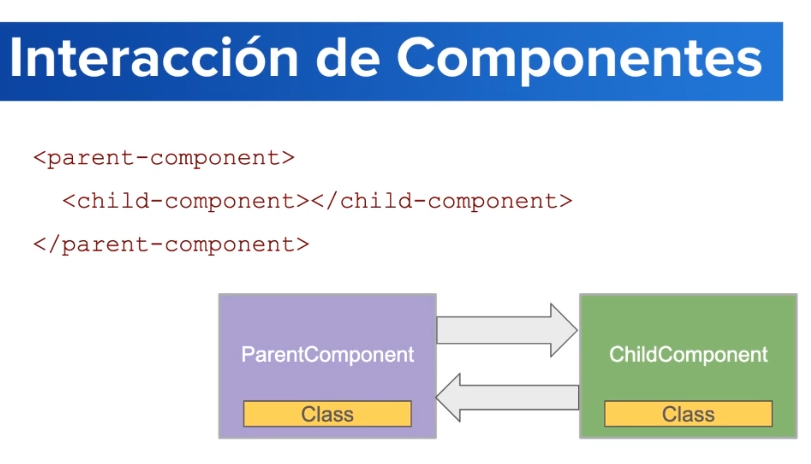 Interacción de Componentes
<parent-component>
<child-component></child-component>
</parent-component>
ParentComponent
ChildComponent
Class
Class